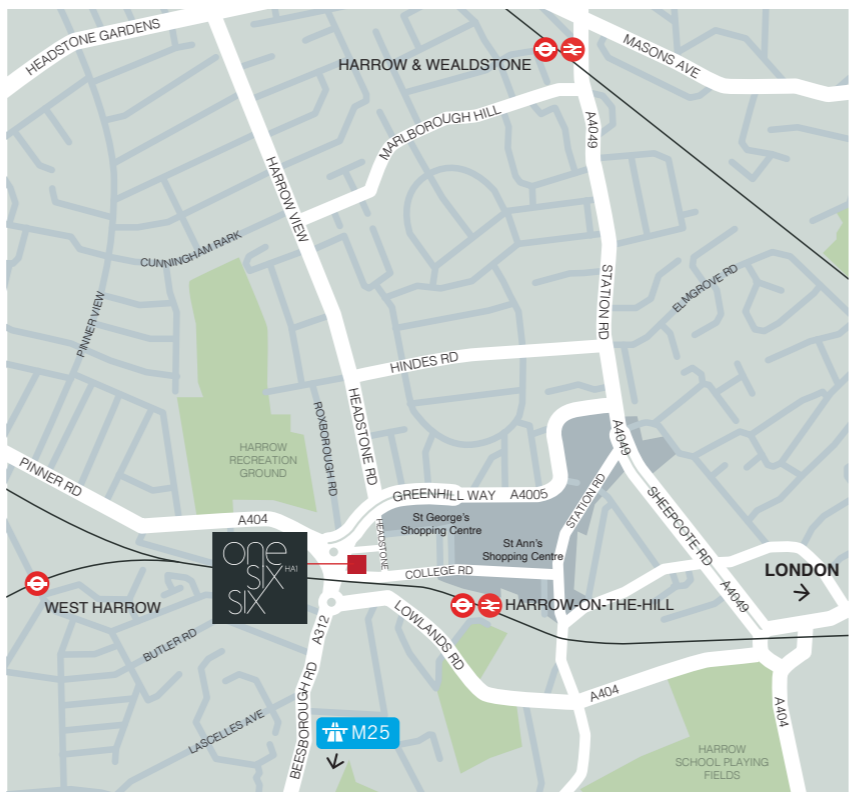 HEADSTONE GARDENS
HARROW & WEALDSTONE
MASONS AVE
MARLBOROUGH HILL
A4049
HARROW VIEW
CUNNINGHAM PARK
STATION RD
ELMGROVE RD
PINNER VIEW
HINDES RD
HEADSTONE RD
ROXBOROUGH RD
A4049
HARROW
RECREATION
GROUND
PINNER RD
GREENHILL WAY
A4005
STATION RD
SHEEPCOTE RD
A404
St George's
Shopping Centre
HEADSTONE
St Ann's
Shopping Centre
one
SIX
HA1
SIX
COLLEGE RD
LONDON
A4049
WEST HARROW
HARROW-ON-THE-HILL
A312
LOWLANDS RD
BUTLER RD
A404
A404
LASCELLES AVE
BEESBOROUGH RD
M25
HARROW
SCHOOL PLAYING
FIELDS